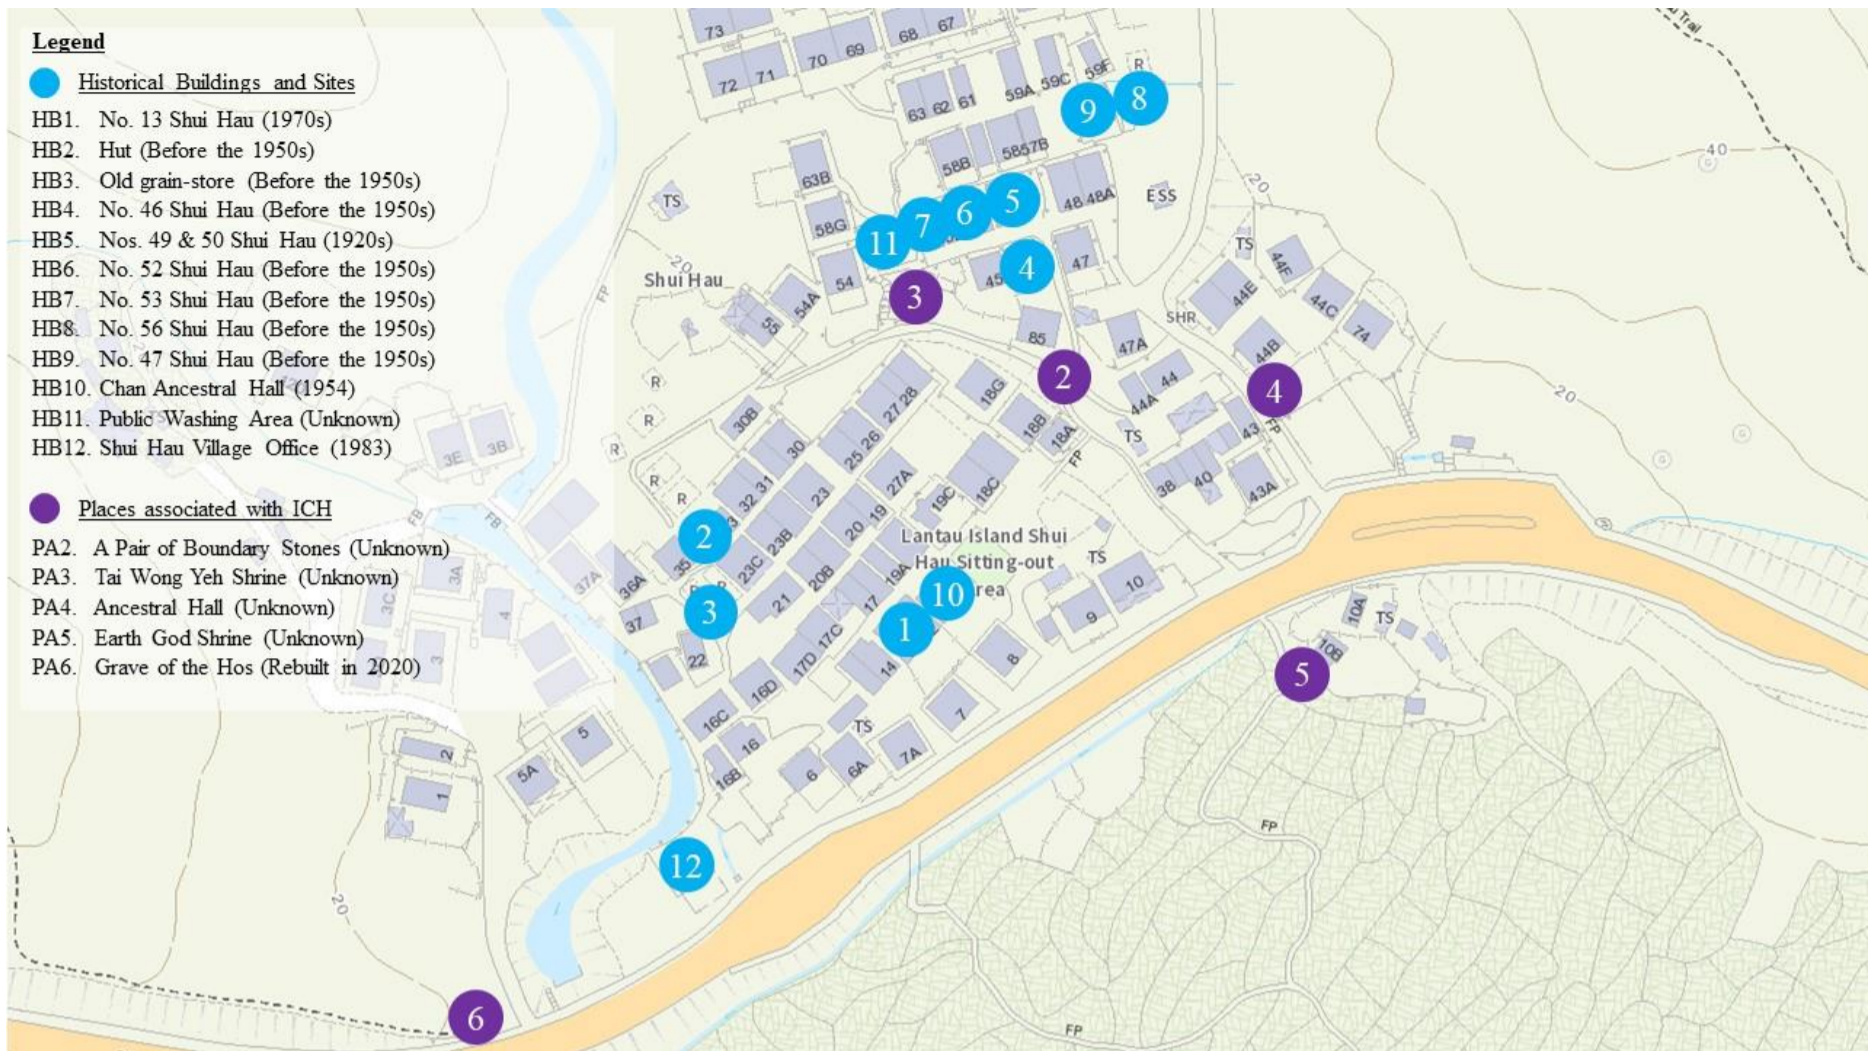 Legend
Historical Buildings and Sites
HB1. No. 13 Shui Hau (1970s)
HB2. Hut (Before the 1950s)
HB3. Old grain-store (Before the 1950s)
HB4. No. 46 Shui Hau (Before the 1950s)
HB5. Nos. 49 & 50 Shui Hau (1920s)
HB6. No. 52 Shui Hau (Before the 1950s)
HB7. No. 53 Shui Hau (Before the 1950s)
HB8. No. 56 Shui Hau (Before the 1950s)
HB9. No. 47 Shui Hau (Before the 1950s)
HB10. Chan Ancestral Hall (1954)
HB11. Public Washing Area (Unknown)
HB12. Shui Hau Village Office (1983)
Places associated with ICH
PA2. A Pair of Boundary Stones (Unknown)
PA3. Tai Wong Yeh Shrine (Unknown)
PA4. Ancestral Hall (Unknown)
PA5. Earth God Shrine (Unknown)
PA6. Grave of the Hos (Rebuilt in 2020)
73
68 67
70 69
72 71
Trail
59F
R
59C
59A
63 62 61
9 8
40
58B
5857B
63B
TS
48 48A
ESS
20
5
6
7
11
58G
TS
44F
4
47
45
54
3
Shui Hau
20
FP
54A
55
44E
44C
74
SHR
85
47A
44B
2
44
44A
4
18G
27 28
R
R
R
R
R
30B
30
25 26
18B
18A
TS
FP
43
FP
20
3E
3B
27A
18C
19C
38
40
43A
32 31
23
20 19
FB
FB
2
35
23B
23C
Lantau Island Shui
Hau Sitting-out
rea
TS
37A
36A
3A
3C
4
20B
19A
21
17
10
10
9
3
37
22
1
17C
17D
14
8
10A
TS
10B
5
3
16D
16C
7
TS
16
16B
6
6A
7A
5
5A
2
1
FP
12
20
6
FP